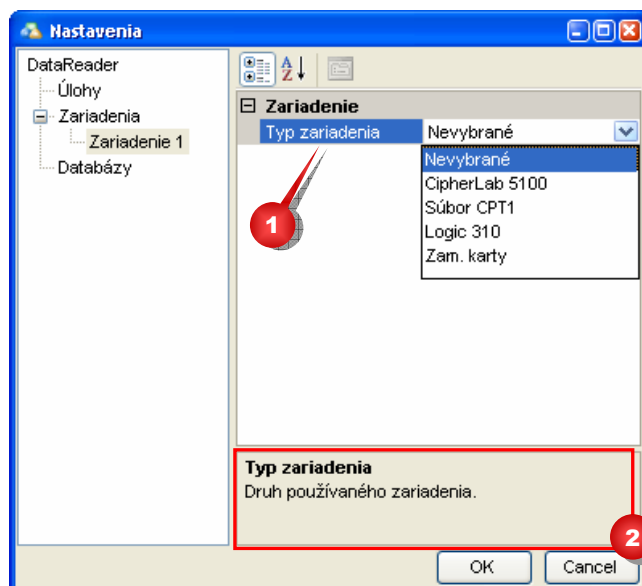 Nastavenia
DataReader
Úlohy
Zariadenia
Zariadenie 1
Databázy
A
Z
Zariadenie
Typ zariadenia Nevybrané
Nevybrané
CipherLab 5100
Súbor CPT1
Logic 310
Zam. karty
1
Typ zariadenia
Druh používaného zariadenia.
2
OK Cancel